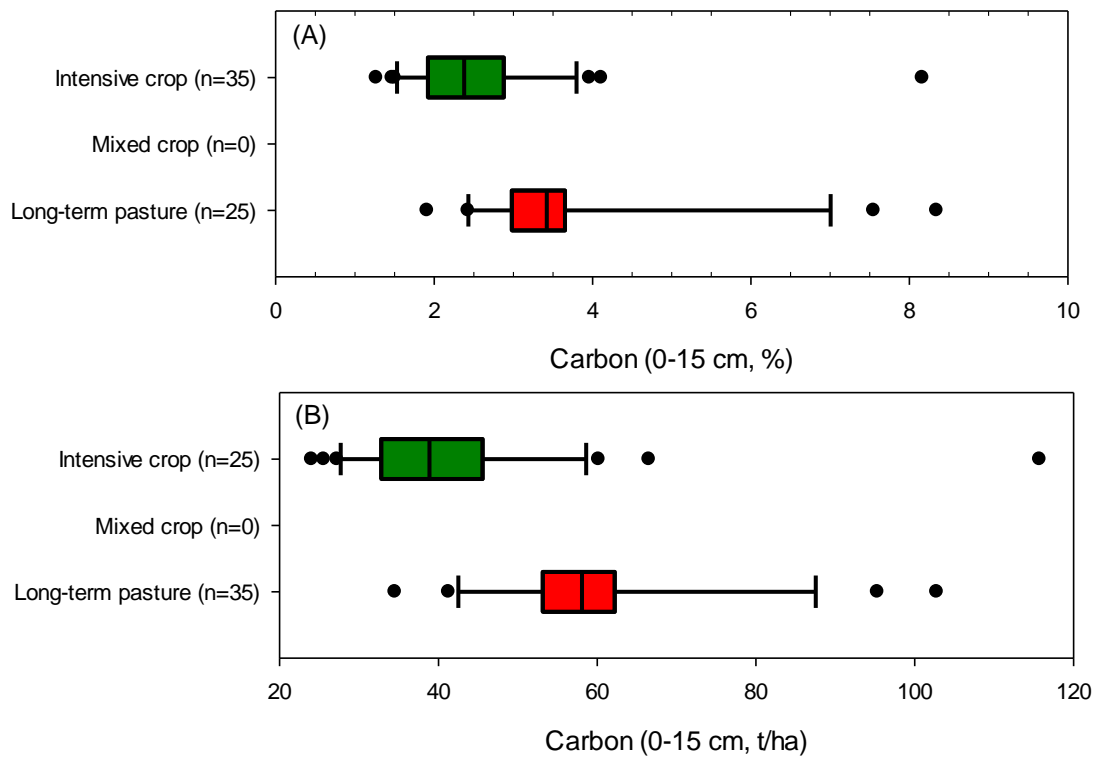 (A)
Intensive crop (n=35)
Mixed crop (n=0)
Long-term pasture (n=25)
0 2 4 6 8 10
Carbon (0-15 cm, %)
(B)
Intensive crop (n=25)
Mixed crop (n=0)
Long-term pasture (n=35)
20 40 60 80 100 120
Carbon (0-15 cm, t/ha)